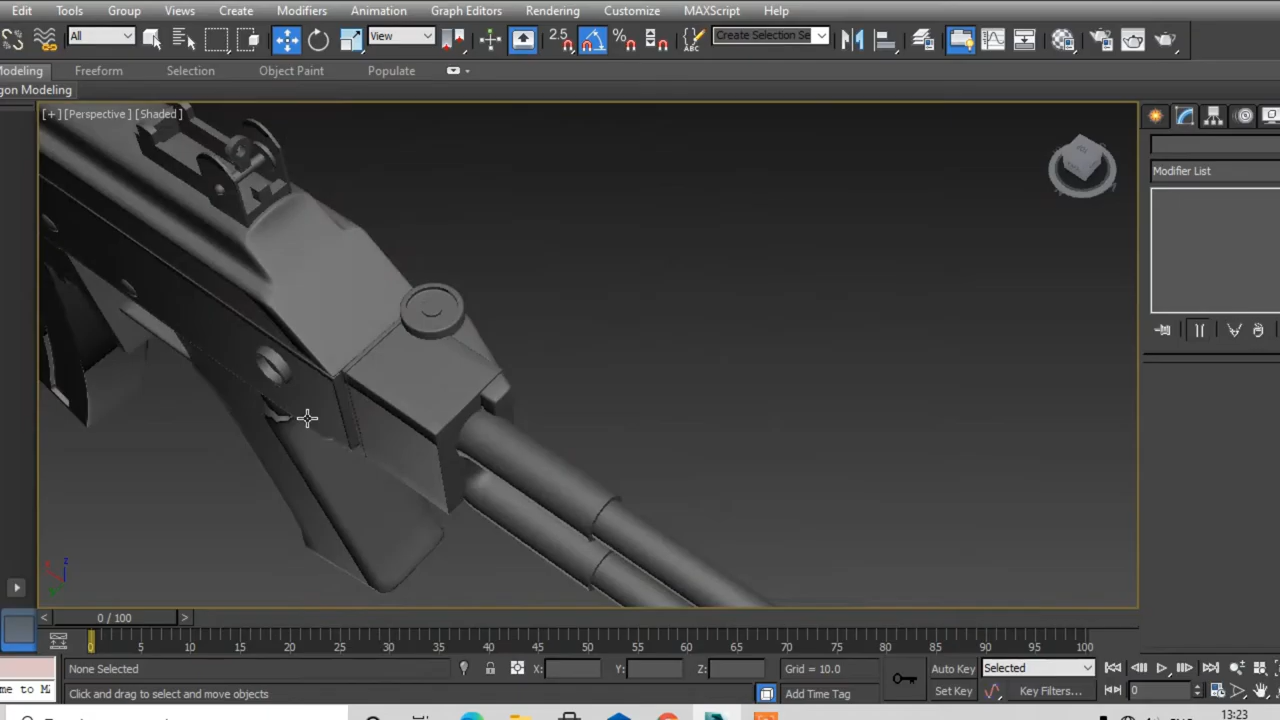 Edit Tools Group Views Create Modifiers Animation Graph Editors Rendering Customize MAXScript Help
All View 2.5 % ABC Create Selection Se
odeling Freeform Selection Object Paint Populate
gon Modeling
[+] [Perspective] [Shaded]
Modifier List
x z
< 0 / 100 >
0 5 10 15 20 25 30 35 40 45 50 55 60 65 70 75 80 85 90 95 100
None Selected X: Y: Z: Grid = 10.0 Auto Key Selected
me to M Click and drag to select and move objects Add Time Tag Set Key Key Filters... 0
13:23